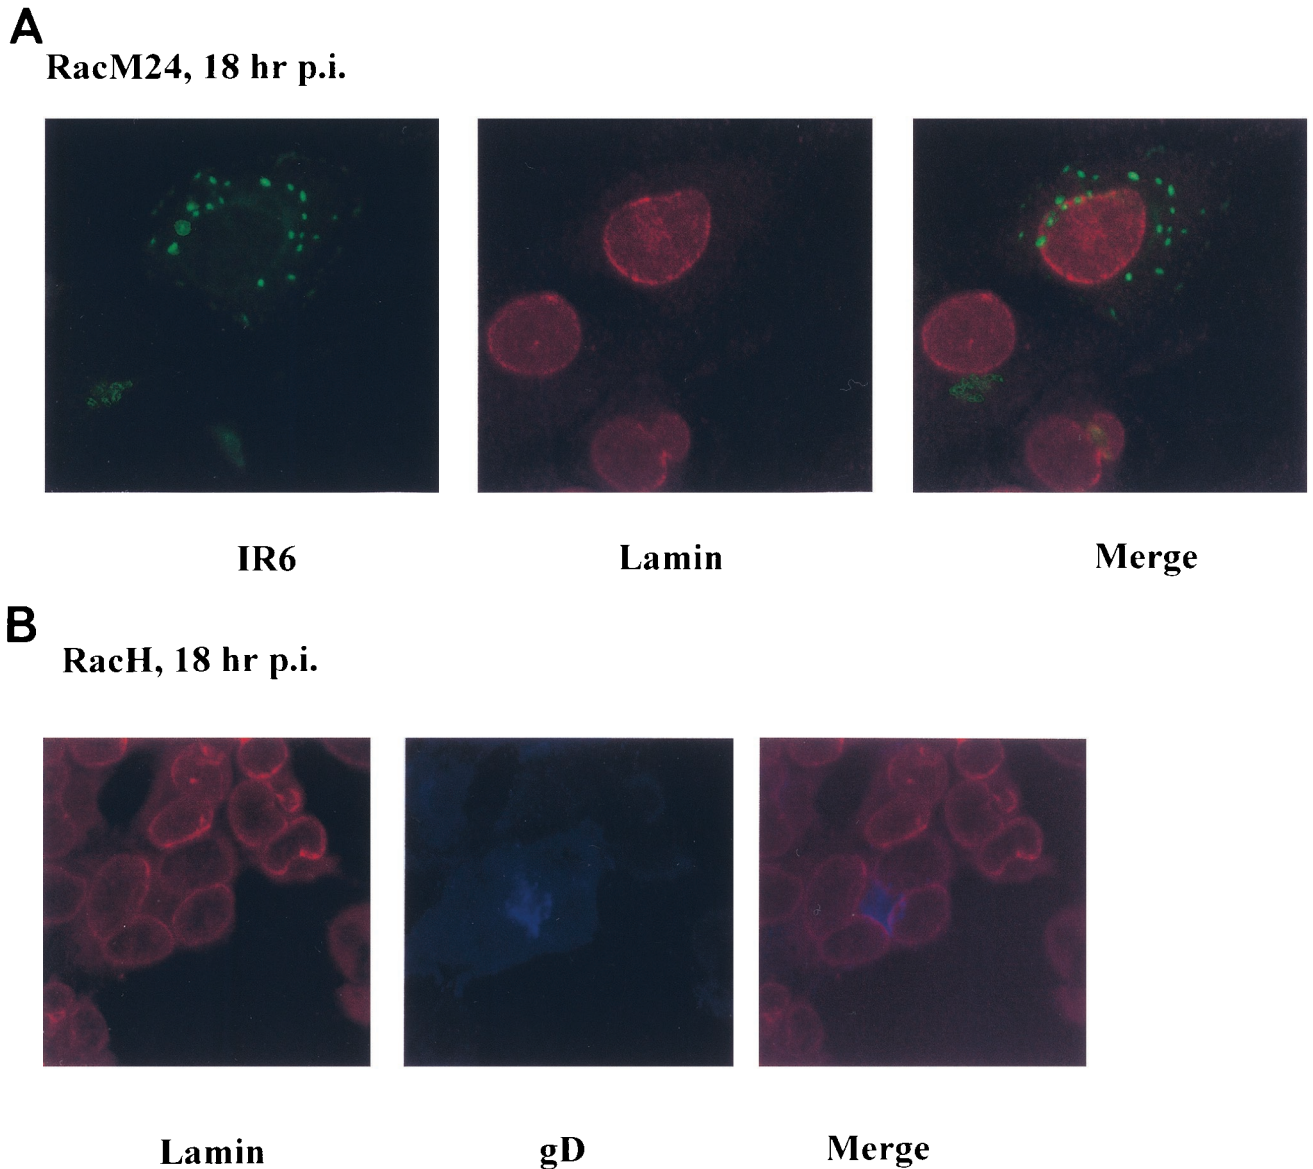 A
RacM24, 18 hr p.i.
IR6 Lamin Merge
B
RacH, 18 hr p.i.
Lamin gD Merge